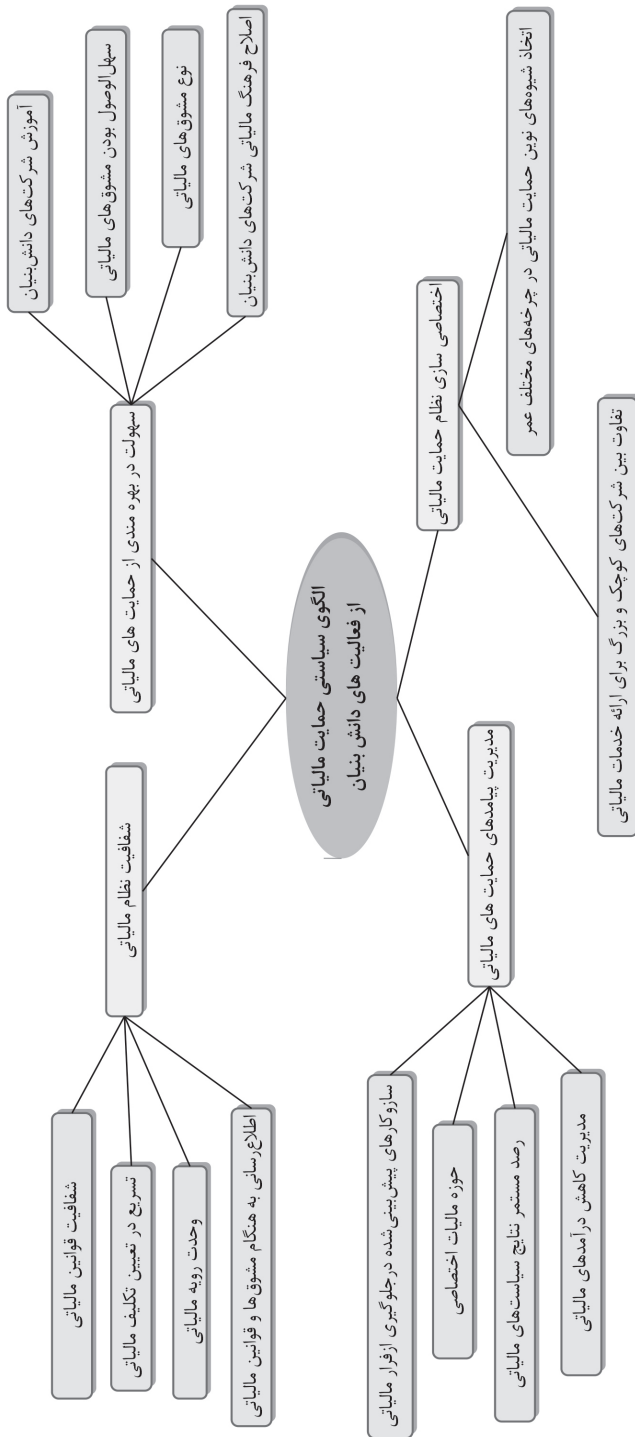 الگوی سیاستی حمایت مالیاتی
از فعالیت های دانش بنیان
سهولت در بهره مندی از حمایت های مالیاتی
آموزش شرکت‌های دانش‌بنیان
سهل‌الوصول بودن مشوق‌های مالیاتی
نوع مشوق‌های مالیاتی
اصلاح فرهنگ مالیاتی شرکت‌های دانش‌بنیان
اختصاصی سازی نظام حمایت مالیاتی
اتخاذ شیوه‌های نوین حمایت مالیاتی در چرخه‌های مختلف عمر
تفاوت بین شرکت‌های کوچک و بزرگ برای ارائه خدمات مالیاتی
شفافیت نظام مالیاتی
شفافیت قوانین مالیاتی
تسریع در تعیین تکلیف مالیاتی
وحدت رویه مالیاتی
اطلاع‌رسانی به هنگام مشوق‌ها و قوانین مالیاتی
مدیریت پیامدهای حمایت های مالیاتی
سازوکارهای پیش‌بینی‌شده درجلوگیری ازفرار مالیاتی
حوزه مالیات اختصاصی
رصد مستمر نتایج سیاست‌های مالیاتی
مدیریت کاهش درآمدهای مالیاتی